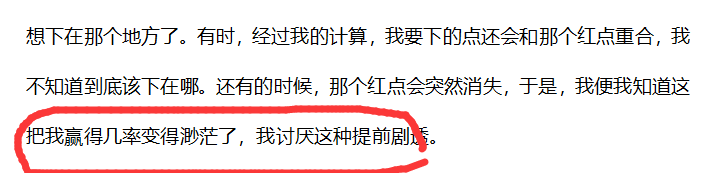 想下在那个地方了。有时，经过我的计算，我要下的点还会和那个红点重合，我
不知道到底该下在哪。还有的时候，那个红点会突然消失，于是，我便我知道这
把我赢得几率变得渺茫了，我讨厌这种提前剧透。